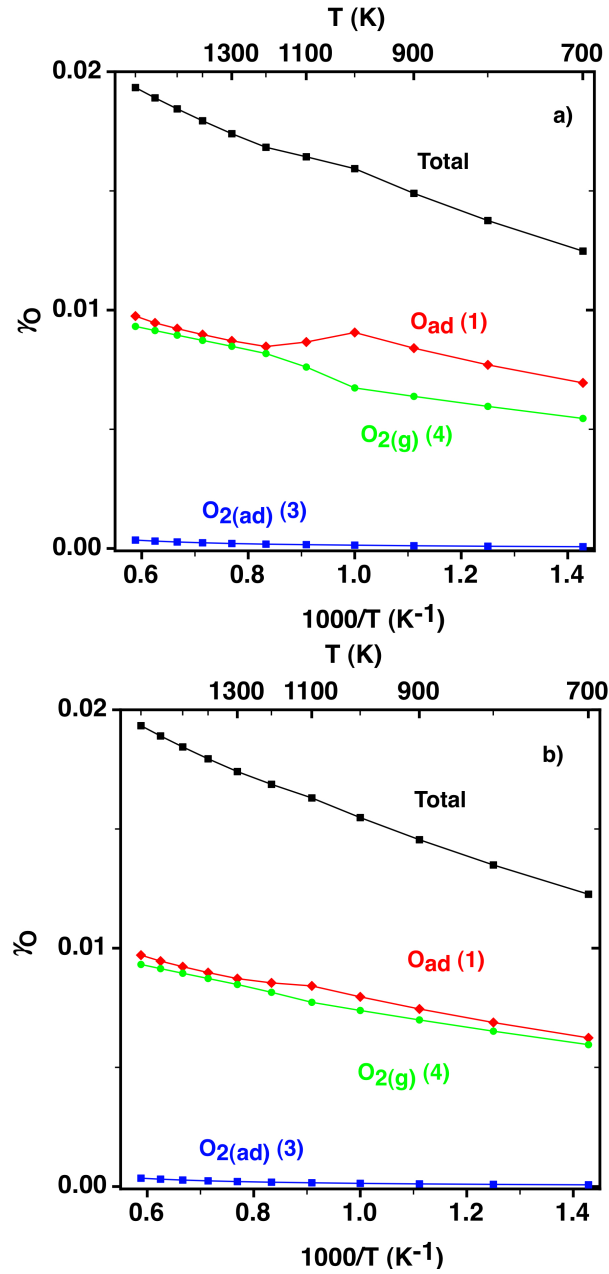 T (K)
1300 1100 900 700
0.02
a)
Total
0.01
γO
Oad (1)
O2(g) (4)
O2(ad) (3)
0.00
0.6 0.8 1.0 1.2 1.4
1000/T (K-1)
T (K)
1300 1100 900 700
0.02
b)
Total
0.01
γO
Oad (1)
O2(g) (4)
O2(ad) (3)
0.00
0.6 0.8 1.0 1.2 1.4
1000/T (K-1)